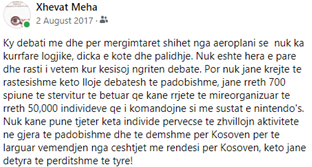 Xhevat Meha
2 August 2017 ·
Ky debati me dhe per mergimtaret shihet nga aeroplani se nuk ka
kurrfare logjike, dicka e kote dhe palidhje. Nuk eshte hera e pare
dhe rasti i vetem kur kesisoj ngriten debate. Por nuk jane krejte te
rastesishme keto lloje debatesh te padobishme, jane rreth 700
spiune te stervitur te betuar qe kane rrjete te mireorganizuar te
rreth 50,000 individeve qe i komandojne si me sustat e nintendo's.
Nuk kane pune tjeter keta individe pervecse te zhvillojn aktivitete
ne gjera te padobishme dhe te demshme per Kosoven per te
larguar vemendjen nga ceshtjet me rendesi per Kosoven, keto jane
detyra te perditshme te tyre!